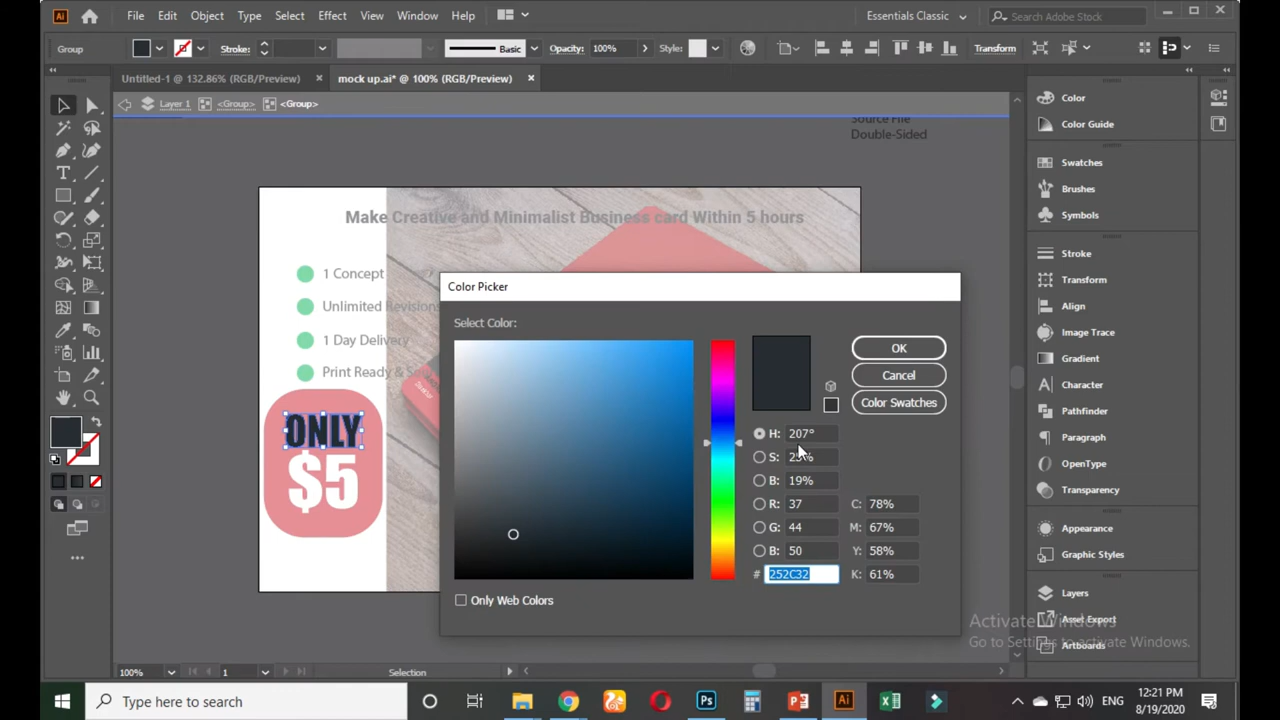 File Edit Object Type Select Effect View Window Help
Essentials Classic
Search Adobe Stock
Group
Stroke:
Basic
Opacity: 100%
Style:
Transform
Untitled-1 @ 132.86% (RGB/Preview)
mock up.ai* @ 100% (RGB/Preview)
Layer 1
<Group>
<Group>
Source File
Double-Sided
Make Creative and Minimalist Business card Within 5 hours
1 Concept
Unlimited Revisions
1 Day Delivery
Print Ready &
ONLY
$5
Color Picker
Select Color:
OK
Cancel
Color Swatches
H: 207°
S: 25%
B: 19%
R: 37
C: 78%
G: 44
M: 67%
B: 50
Y: 58%
# 252C32
K: 61%
Only Web Colors
Color
Color Guide
Swatches
Brushes
Symbols
Stroke
Transform
Align
Image Trace
Gradient
Character
Pathfinder
Paragraph
OpenType
Transparency
Appearance
Graphic Styles
Layers
Asset Export
Artboards
Activate Windows
Go to Settings to activate Windows.
100%
1
Selection
Type here to search
ENG
12:21 PM
8/19/2020